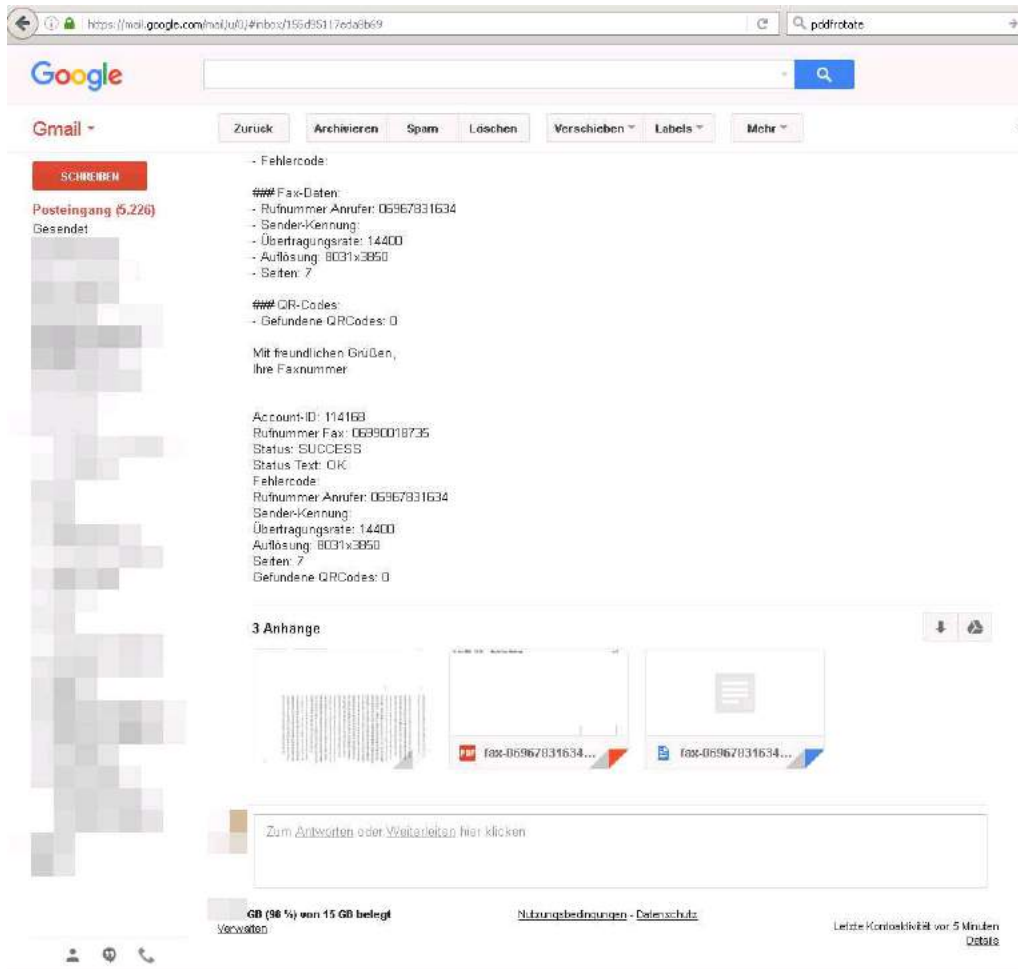 https://mail.google.com/mail/u/0/#inbox/156d95117eda8b69
pddfrotate
Google
Gmail
Zurück Archivieren Spam Löschen Verschieben Labels Mehr
SCHREIBEN
Posteingang (5.226)
Gesendet
- Fehlercode:
### Fax-Daten:
- Rufnummer Anrufer: 06967831634
- Sender-Kennung:
- Übertragungsrate: 14400
- Auflösung: 8031x3850
- Seiten: 7
### QR-Codes:
- Gefundene QRCodes: 0
Mit freundlichen Grüßen,
Ihre Faxnummer
Account-ID: 114168
Rufnummer Fax: 06990018735
Status: SUCCESS
Status Text: OK
Fehlercode:
Rufnummer Anrufer: 06967831634
Sender-Kennung:
Übertragungsrate: 14400
Auflösung: 8031x3850
Seiten: 7
Gefundene QRCodes: 0
3 Anhänge
PDF fax-06967831634...
fax-06967831634...
Zum Antworten oder Weiterleiten hier klicken
GB (98 %) von 15 GB belegt
Verwalten
Nutzungsbedingungen - Datenschutz
Letzte Kontoaktivität vor 5 Minuten
Details